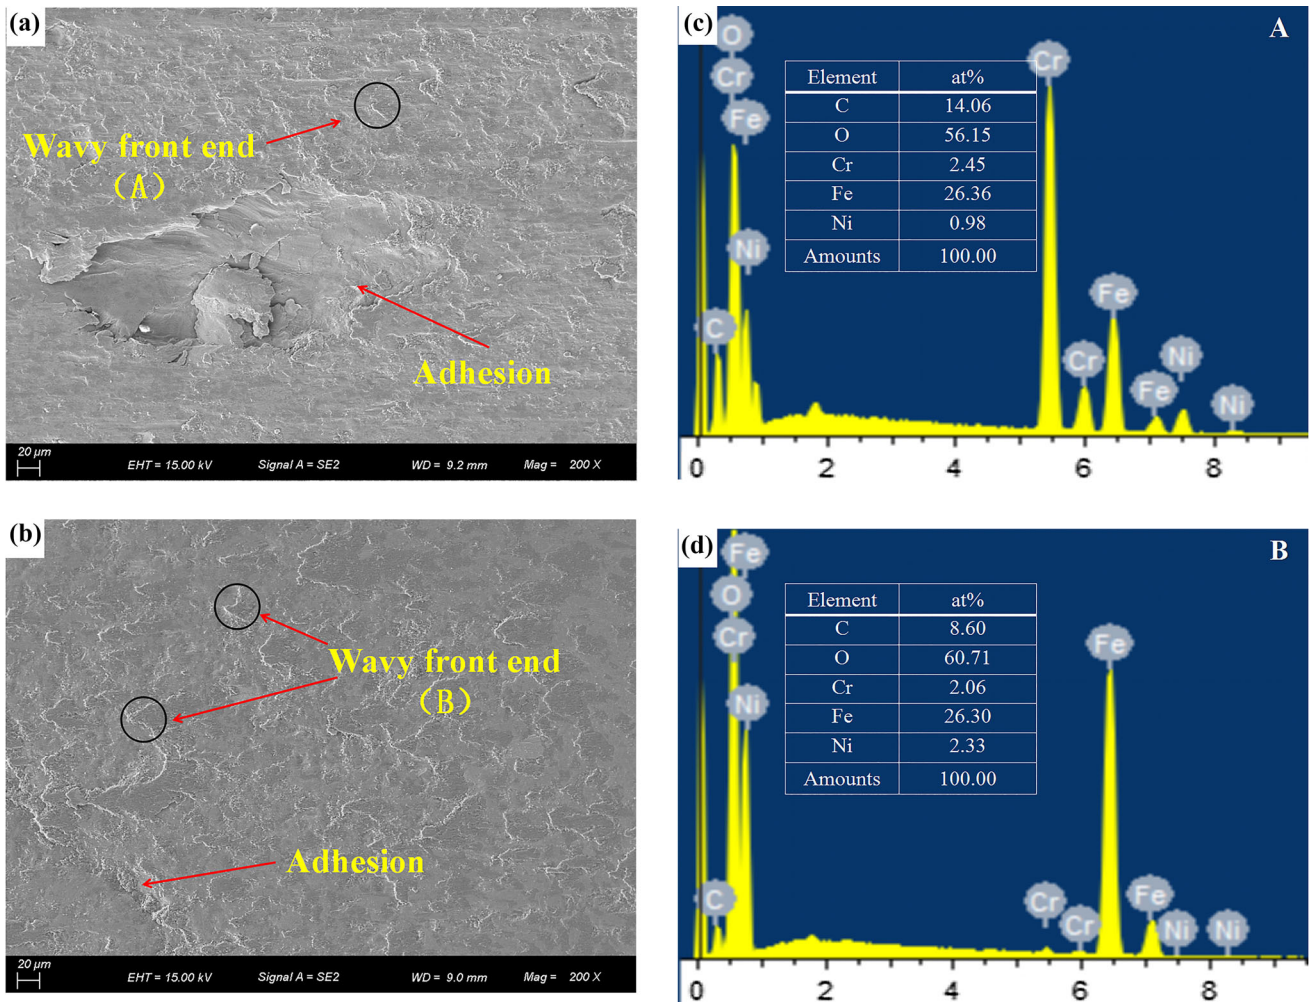 (a)
Wavy front end
(A)
Adhesion
20 μm
EHT = 15.00 kV Signal A = SE2 WD = 9.2 mm Mag = 200 X
(c)
A
O
Cr
Fe
Ni
C
Cr
Cr
Fe
Fe
Ni
Ni
Element at%
C 14.06
O 56.15
Cr 2.45
Fe 26.36
Ni 0.98
Amounts 100.00
0 2 4 6 8
(b)
Wavy front end
(B)
Adhesion
20 μm
EHT = 15.00 kV Signal A = SE2 WD = 9.0 mm Mag = 200 X
(d)
B
Fe
O
Cr
Ni
C
Cr
Cr
Fe
Fe
Ni
Ni
Element at%
C 8.60
O 60.71
Cr 2.06
Fe 26.30
Ni 2.33
Amounts 100.00
0 2 4 6 8